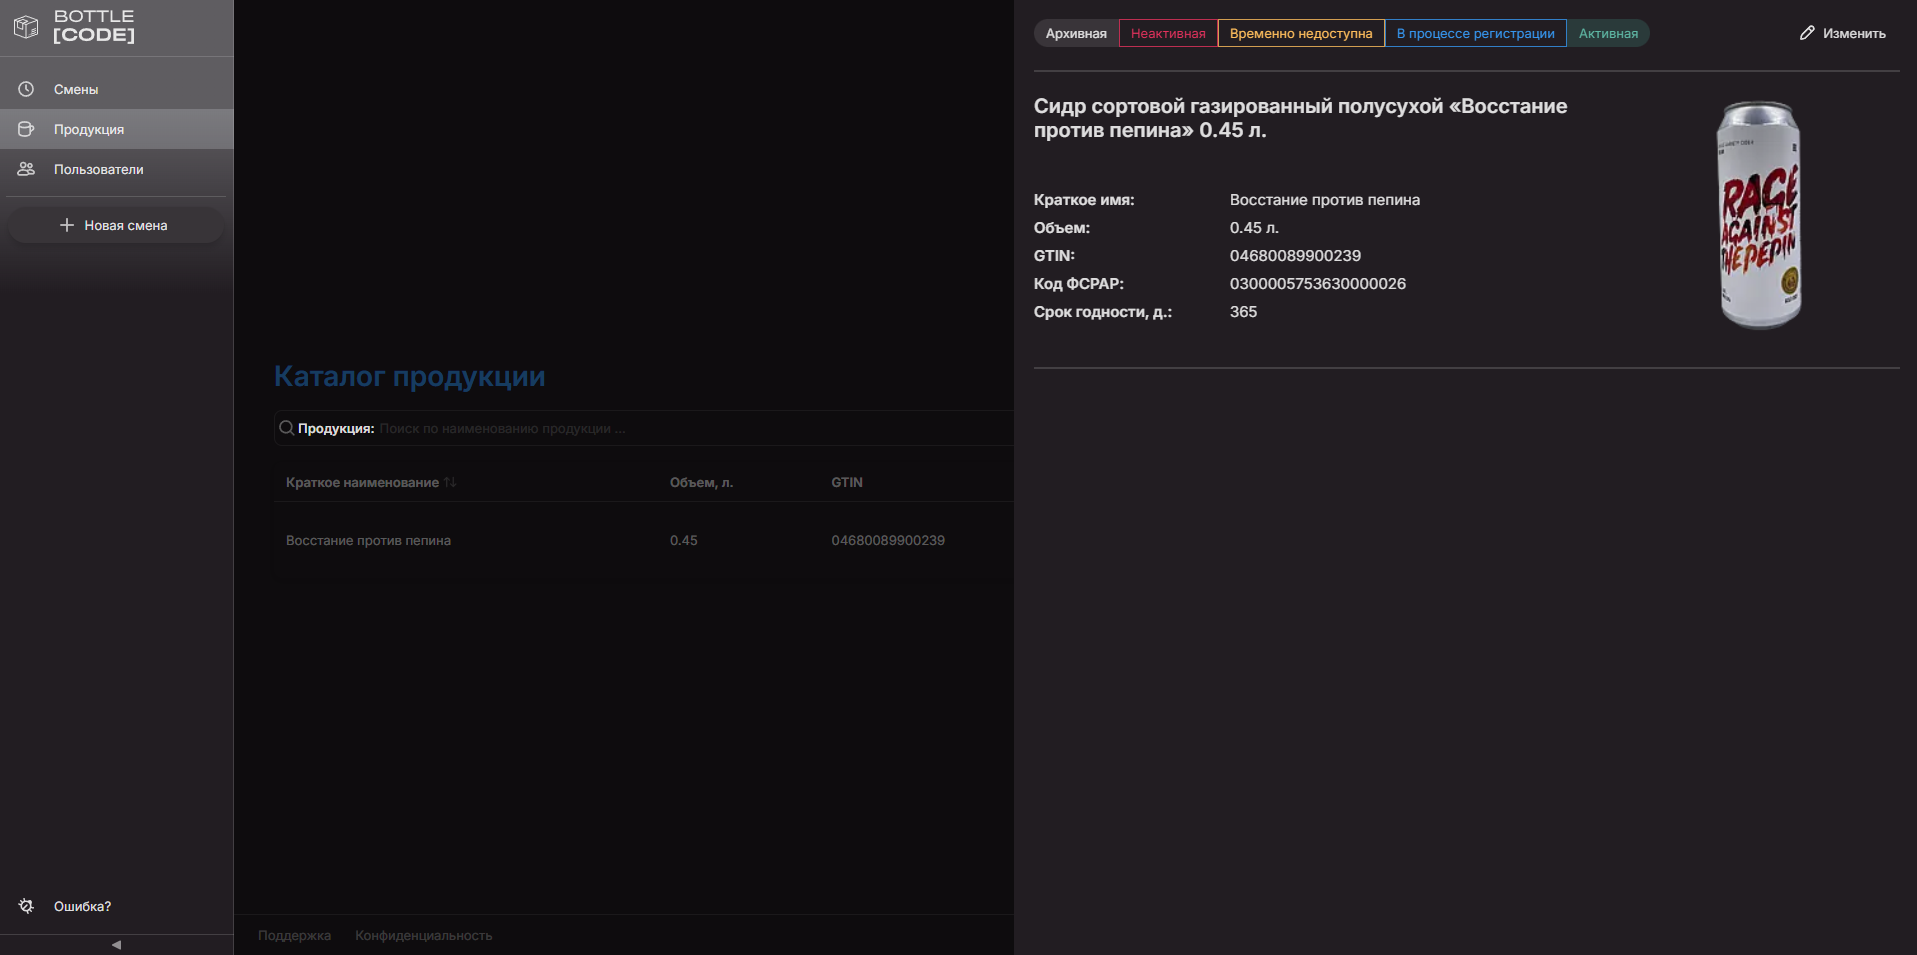 BOTTLE
[CODE]
Смены
Продукция
Пользователи
Новая смена
Ошибка?
Каталог продукции
Продукция: Поиск по наименованию продукции ...
Краткое наименование Объем, л. GTIN
Восстание против пепина 0.45 04680089900239
Поддержка Конфиденциальность
Архивная Неактивная Временно недоступна В процессе регистрации Активная
Изменить
Сидр сортовой газированный полусухой «Восстание
против пепина» 0.45 л.
Краткое имя: Восстание против пепина
Объем: 0.45 л.
GTIN: 04680089900239
Код ФСРАР: 0300005753630000026
Срок годности, д.: 365
RAGE
AGAINST
THE PEPIN